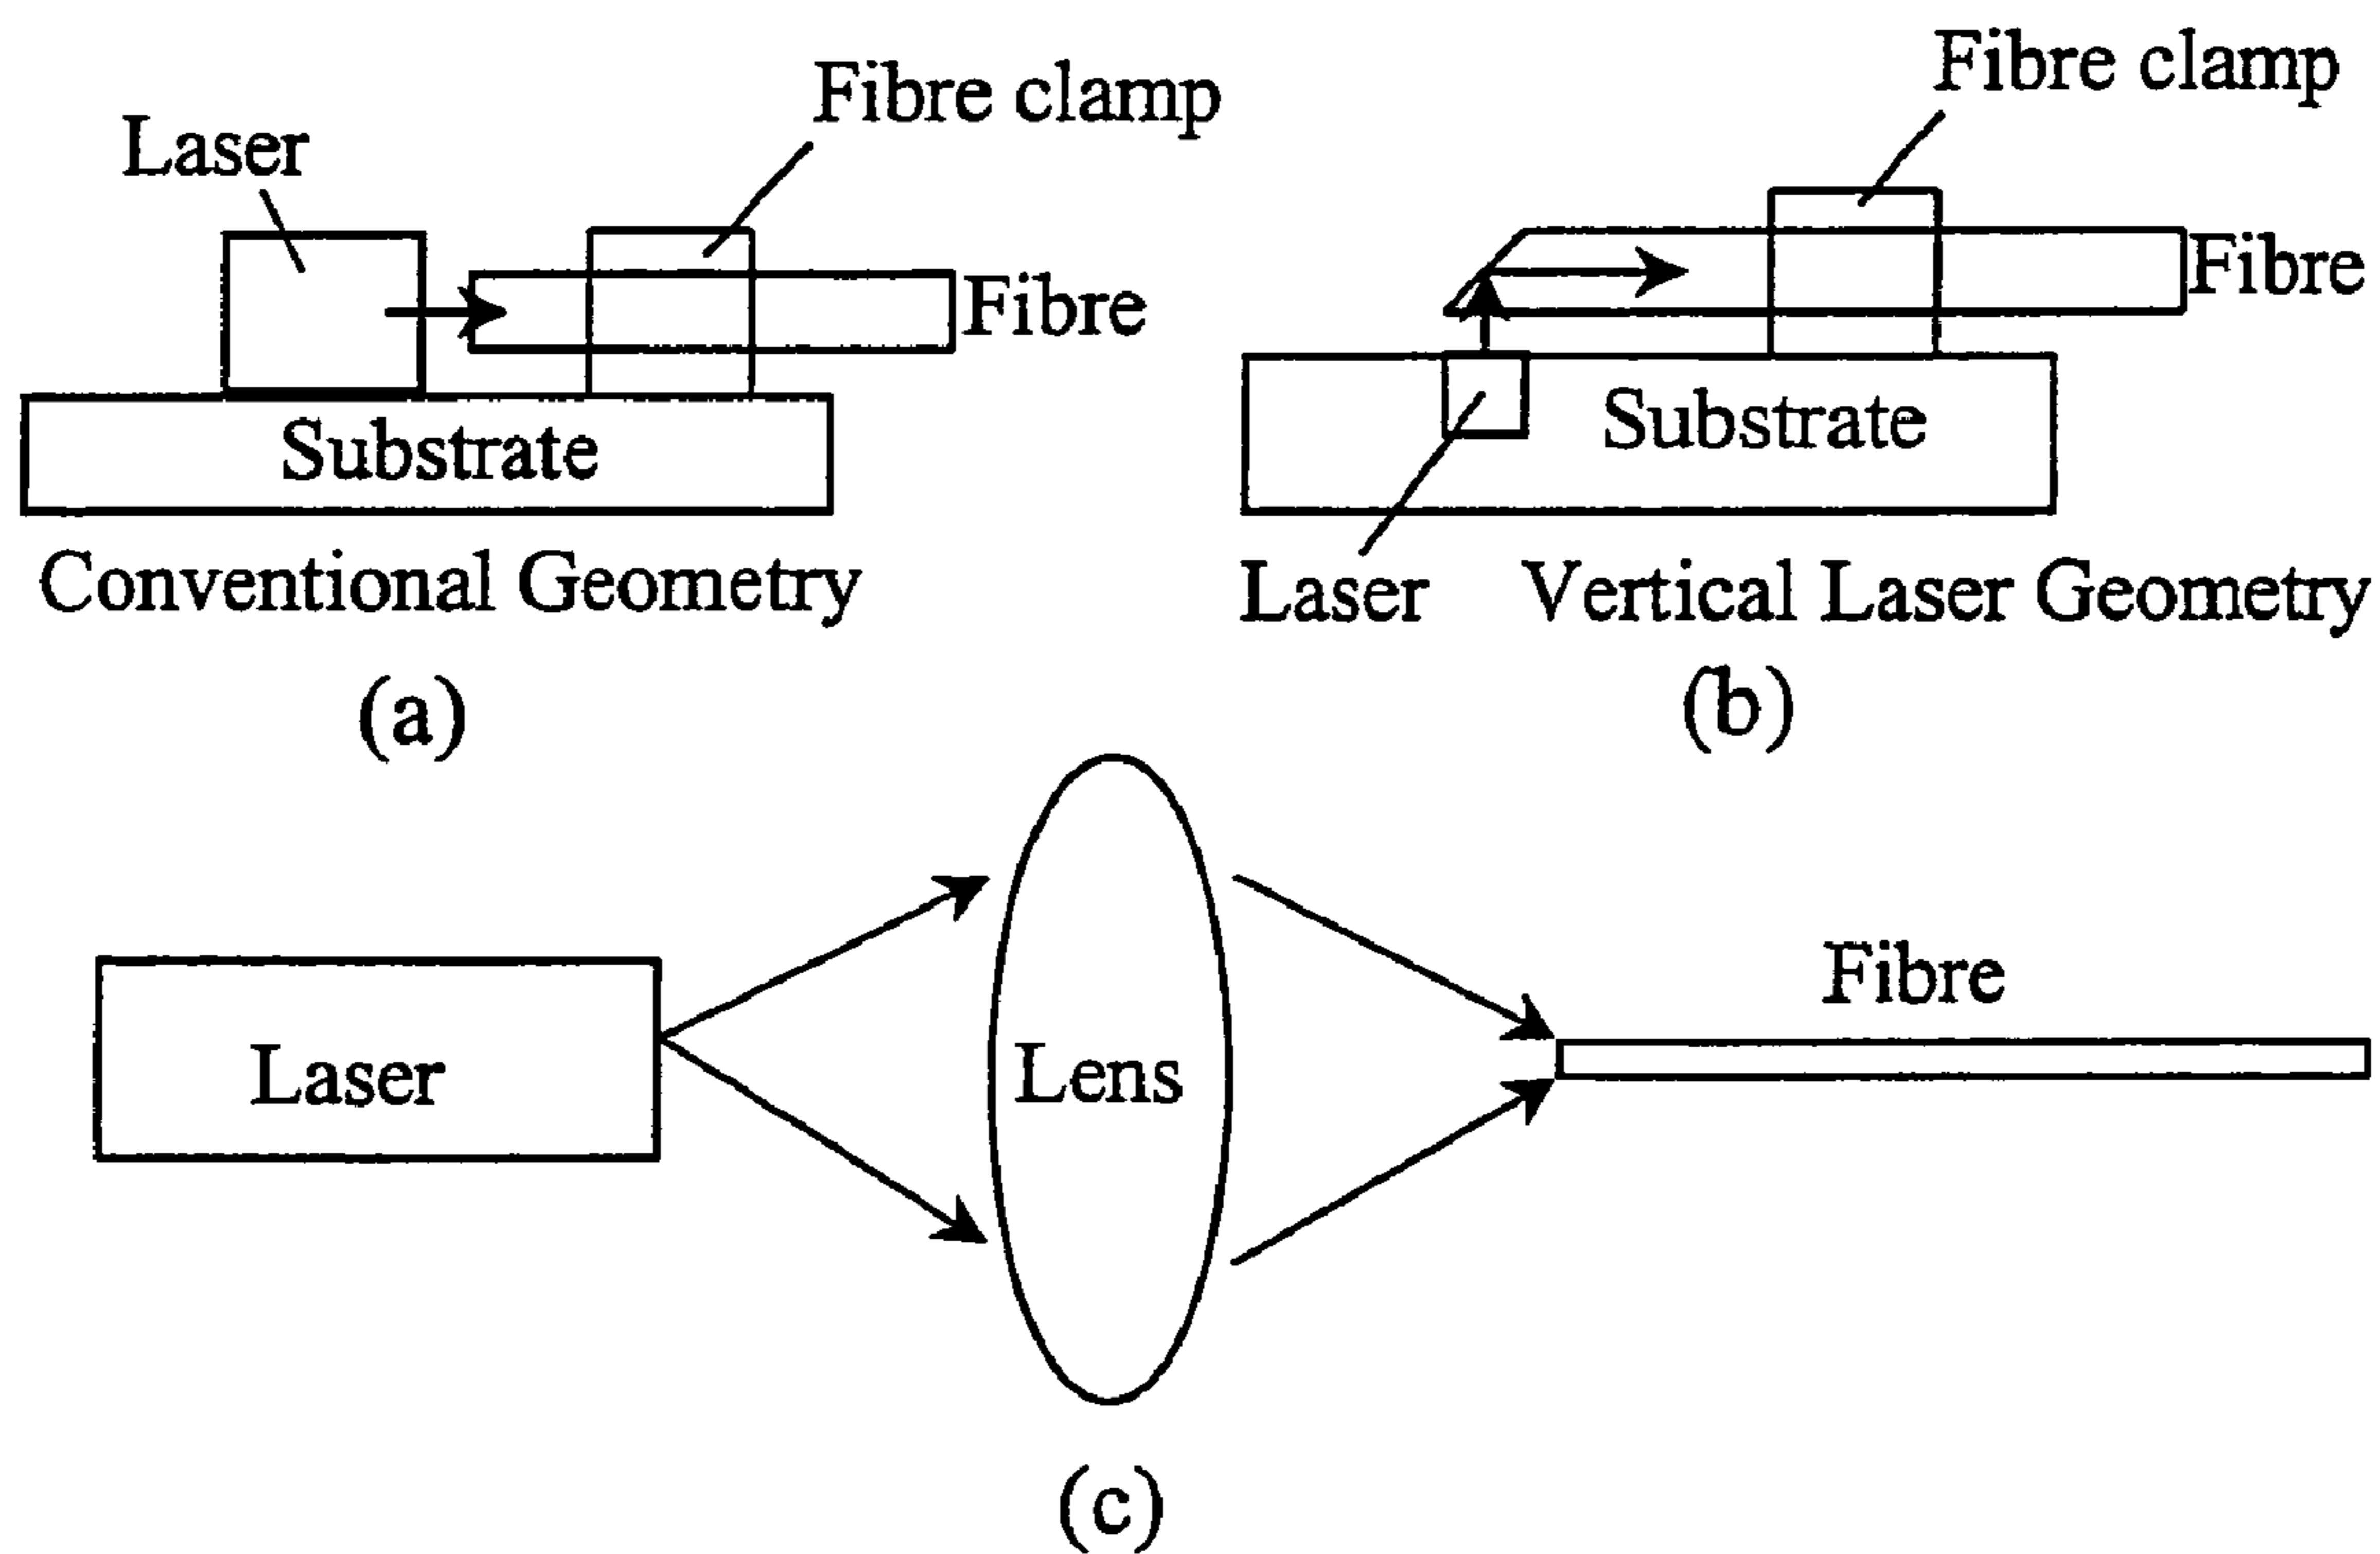 Laser
Fibre clamp
Fibre
Substrate
Conventional Geometry
(a)
Fibre clamp
Fibre
Substrate
Laser
Vertical Laser Geometry
(b)
Laser
Lens
Fibre
(c)